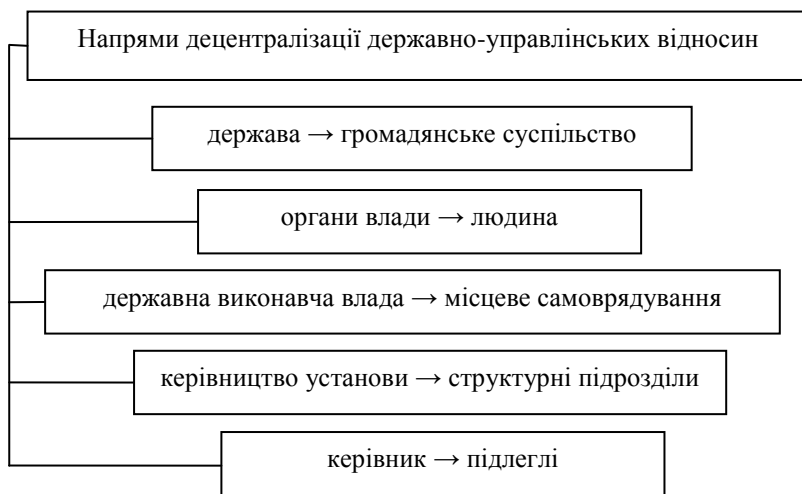 Напрями децентралізації державно-управлінських відносин
держава → громадянське суспільство
органи влади → людина
державна виконавча влада → місцеве самоврядування
керівництво установи → структурні підрозділи
керівник → підлеглі